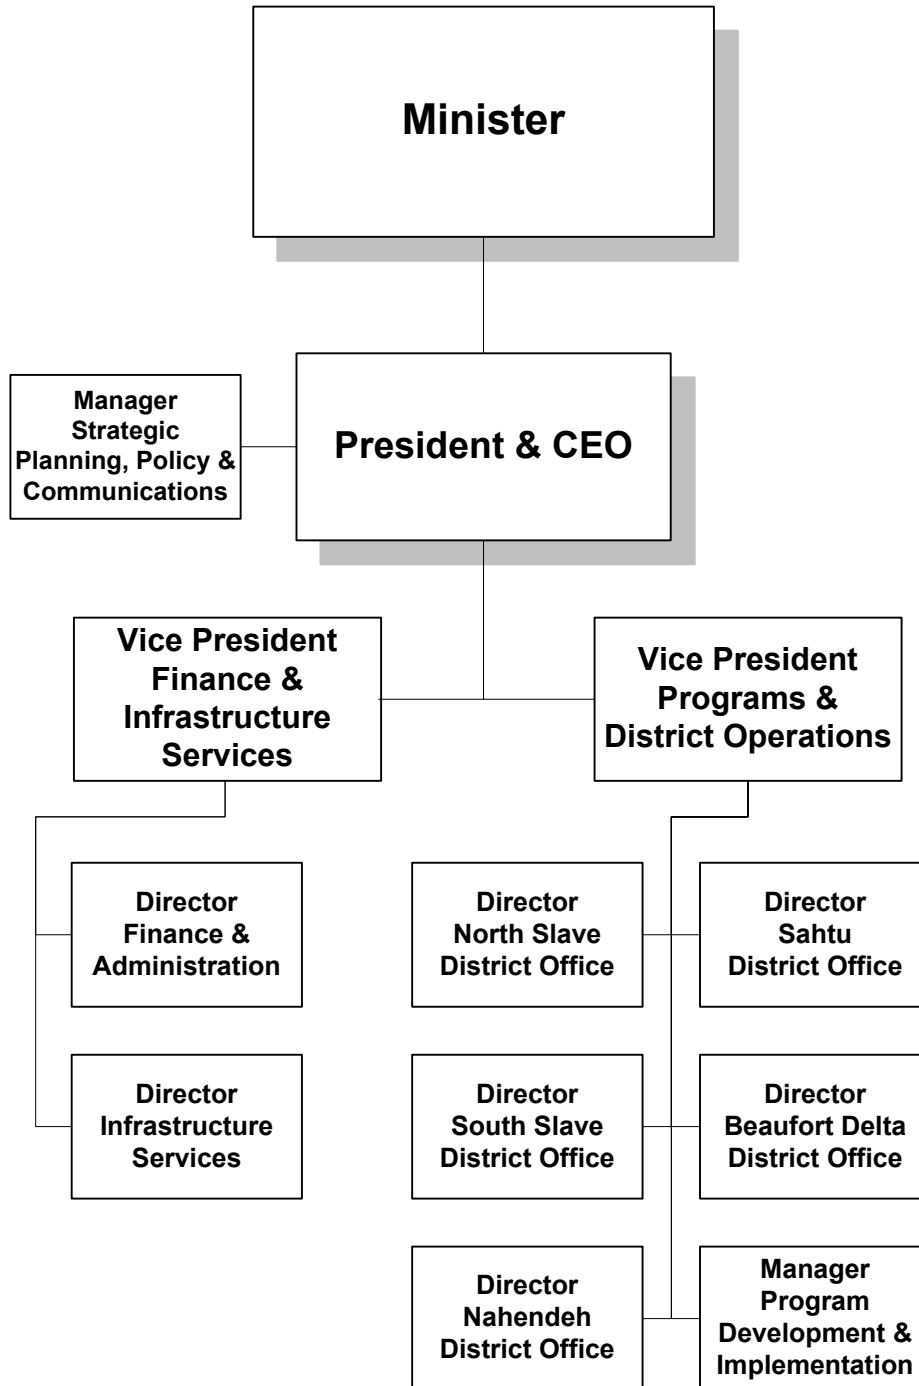 Minister
Manager
Strategic
Planning, Policy &
Communications
President & CEO
Vice President
Finance &
Infrastructure
Services
Vice President
Programs &
District Operations
Director
Finance &
Administration
Director
North Slave
District Office
Director
Sahtu
District Office
Director
Infrastructure
Services
Director
South Slave
District Office
Director
Beaufort Delta
District Office
Director
Nahendeh
District Office
Manager
Program
Development &
Implementation